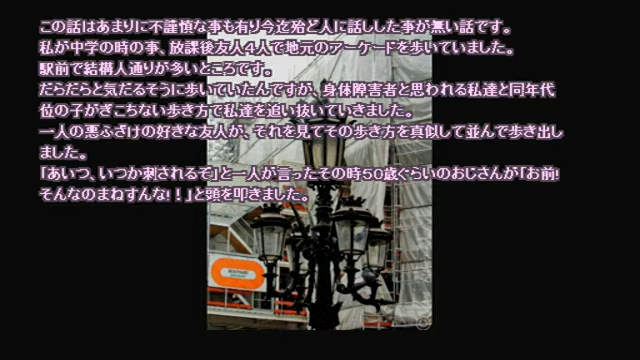 この話はあまりに不謹慎な事も有り今迄殆ど人に話しした事が無い話です。
私が中学の時の事、放課後友人４人で地元のアーケードを歩いていました。
駅前で結構人通りが多いところです。
だらだらと気だるそうに歩いていたんですが、身体障害者と思われる私達と同年代
位の子がぎこちない歩き方で私達を追い抜いていきました。
一人の悪ふざけの好きな友人が、それを見てその歩き方を真似して並んで歩き出し
ました。
「あいつ、いつか刺されるぞ」と一人が言ったその時５０歳ぐらいのおじさんが「お前！
そんなのまねすんな！！」と頭を叩きました。